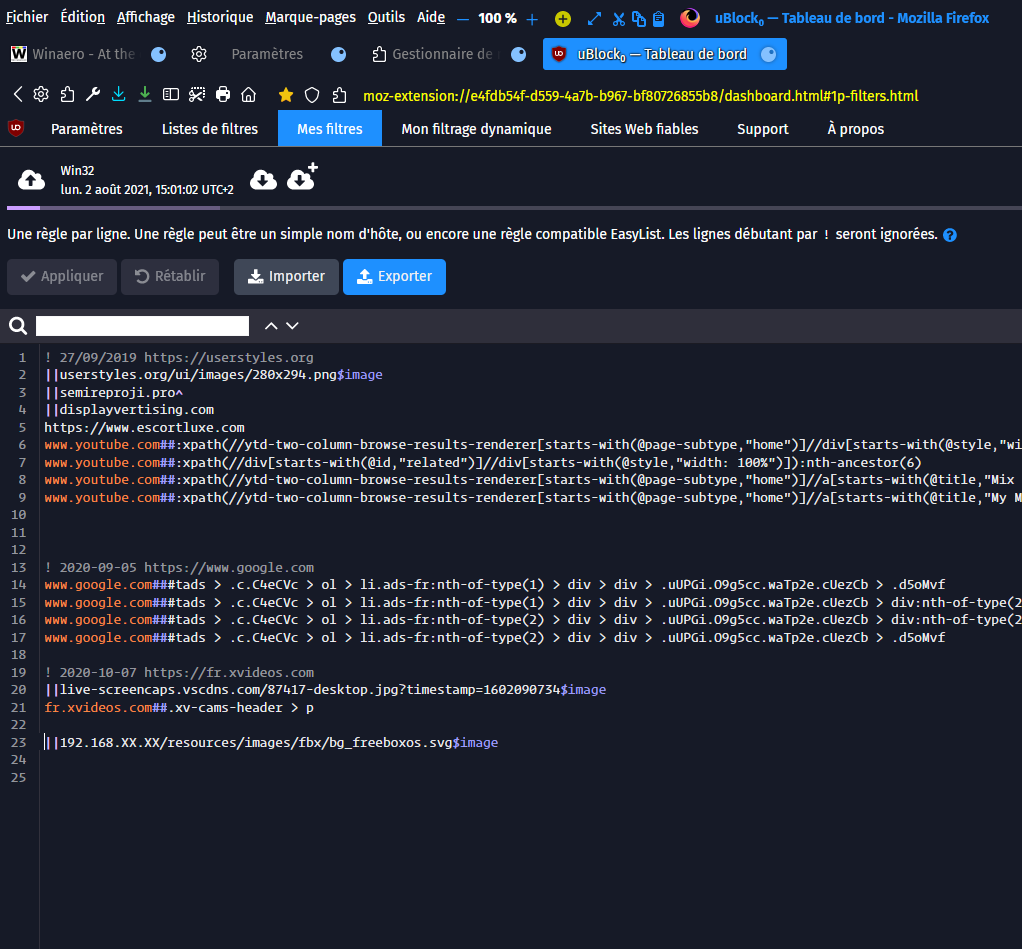 Fichier Édition Affichage Historique Marque-pages Outils Aide — 100 % + uBlock₀ — Tableau de bord - Mozilla Firefox
W Winaero - At the Paramètres Gestionnaire de uBlock₀ — Tableau de bord
moz-extension://e4fdb54f-d559-4a7b-b967-bf80726855b8/dashboard.html#1p-filters.html
Paramètres Listes de filtres Mes filtres Mon filtrage dynamique Sites Web fiables Support À propos
Win32
lun. 2 août 2021, 15:01:02 UTC+2
Une règle par ligne. Une règle peut être un simple nom d'hôte, ou encore une règle compatible EasyList. Les lignes débutant par ! seront ignorées. ?
Appliquer Rétablir Importer Exporter
1 ! 27/09/2019 https://userstyles.org
2 ||userstyles.org/ui/images/280x294.png$image
3 ||semireproji.pro^
4 ||displayvertising.com
5 https://www.escortluxe.com
6 www.youtube.com##:xpath(//ytd-two-column-browse-results-renderer[starts-with(@page-subtype,"home")]//div[starts-with(@style,"wi
7 www.youtube.com##:xpath(//div[starts-with(@id,"related")]//div[starts-with(@style,"width: 100%")]):nth-ancestor(6)
8 www.youtube.com##:xpath(//ytd-two-column-browse-results-renderer[starts-with(@page-subtype,"home")]//a[starts-with(@title,"Mix
9 www.youtube.com##:xpath(//ytd-two-column-browse-results-renderer[starts-with(@page-subtype,"home")]//a[starts-with(@title,"My M
10
11
12
13 ! 2020-09-05 https://www.google.com
14 www.google.com###tads > .c.C4eCVc > ol > li.ads-fr:nth-of-type(1) > div > div > .uUPGi.O9g5cc.waTp2e.cUezCb > .d5oMvf
15 www.google.com###tads > .c.C4eCVc > ol > li.ads-fr:nth-of-type(1) > div > div > .uUPGi.O9g5cc.waTp2e.cUezCb > div:nth-of-type(2
16 www.google.com###tads > .c.C4eCVc > ol > li.ads-fr:nth-of-type(2) > div > div > .uUPGi.O9g5cc.waTp2e.cUezCb > div:nth-of-type(2
17 www.google.com###tads > .c.C4eCVc > ol > li.ads-fr:nth-of-type(2) > div > div > .uUPGi.O9g5cc.waTp2e.cUezCb > .d5oMvf
18
19 ! 2020-10-07 https://fr.xvideos.com
20 ||live-screencaps.vscdns.com/87417-desktop.jpg?timestamp=1602090734$image
21 fr.xvideos.com##.xv-cams-header > p
22
23 ||192.168.XX.XX/resources/images/fbx/bg_freeboxos.svg$image
24
25